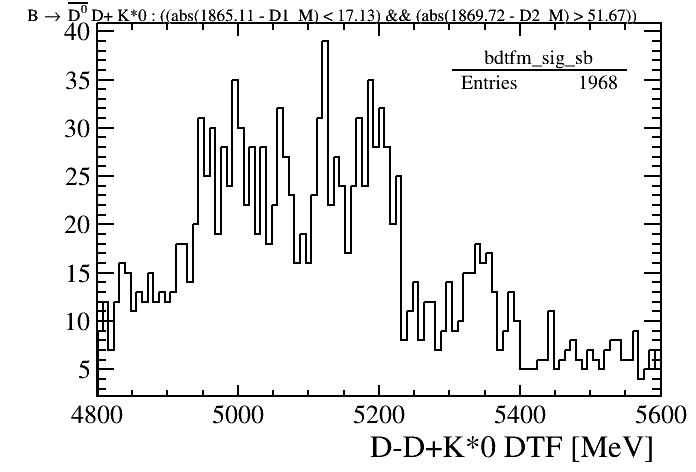 B → D̅⁰ D+ K*0 : ((abs(1865.11 - D1_M) < 17.13) && (abs(1869.72 - D2_M) > 51.67))
40
bdtfm_sig_sb
Entries 1968
35
30
25
20
15
10
5
4800 5000 5200 5400 5600
D-D+K*0 DTF [MeV]